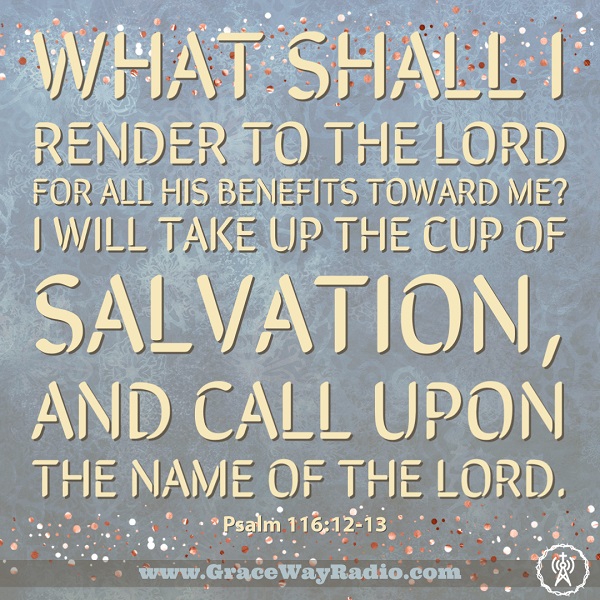 WHAT SHALL I
RENDER TO THE LORD
FOR ALL HIS BENEFITS TOWARD ME?
I WILL TAKE UP THE CUP OF
SALVATION,
AND CALL UPON
THE NAME OF THE LORD.
Psalm 116:12-13
www.GraceWayRadio.com